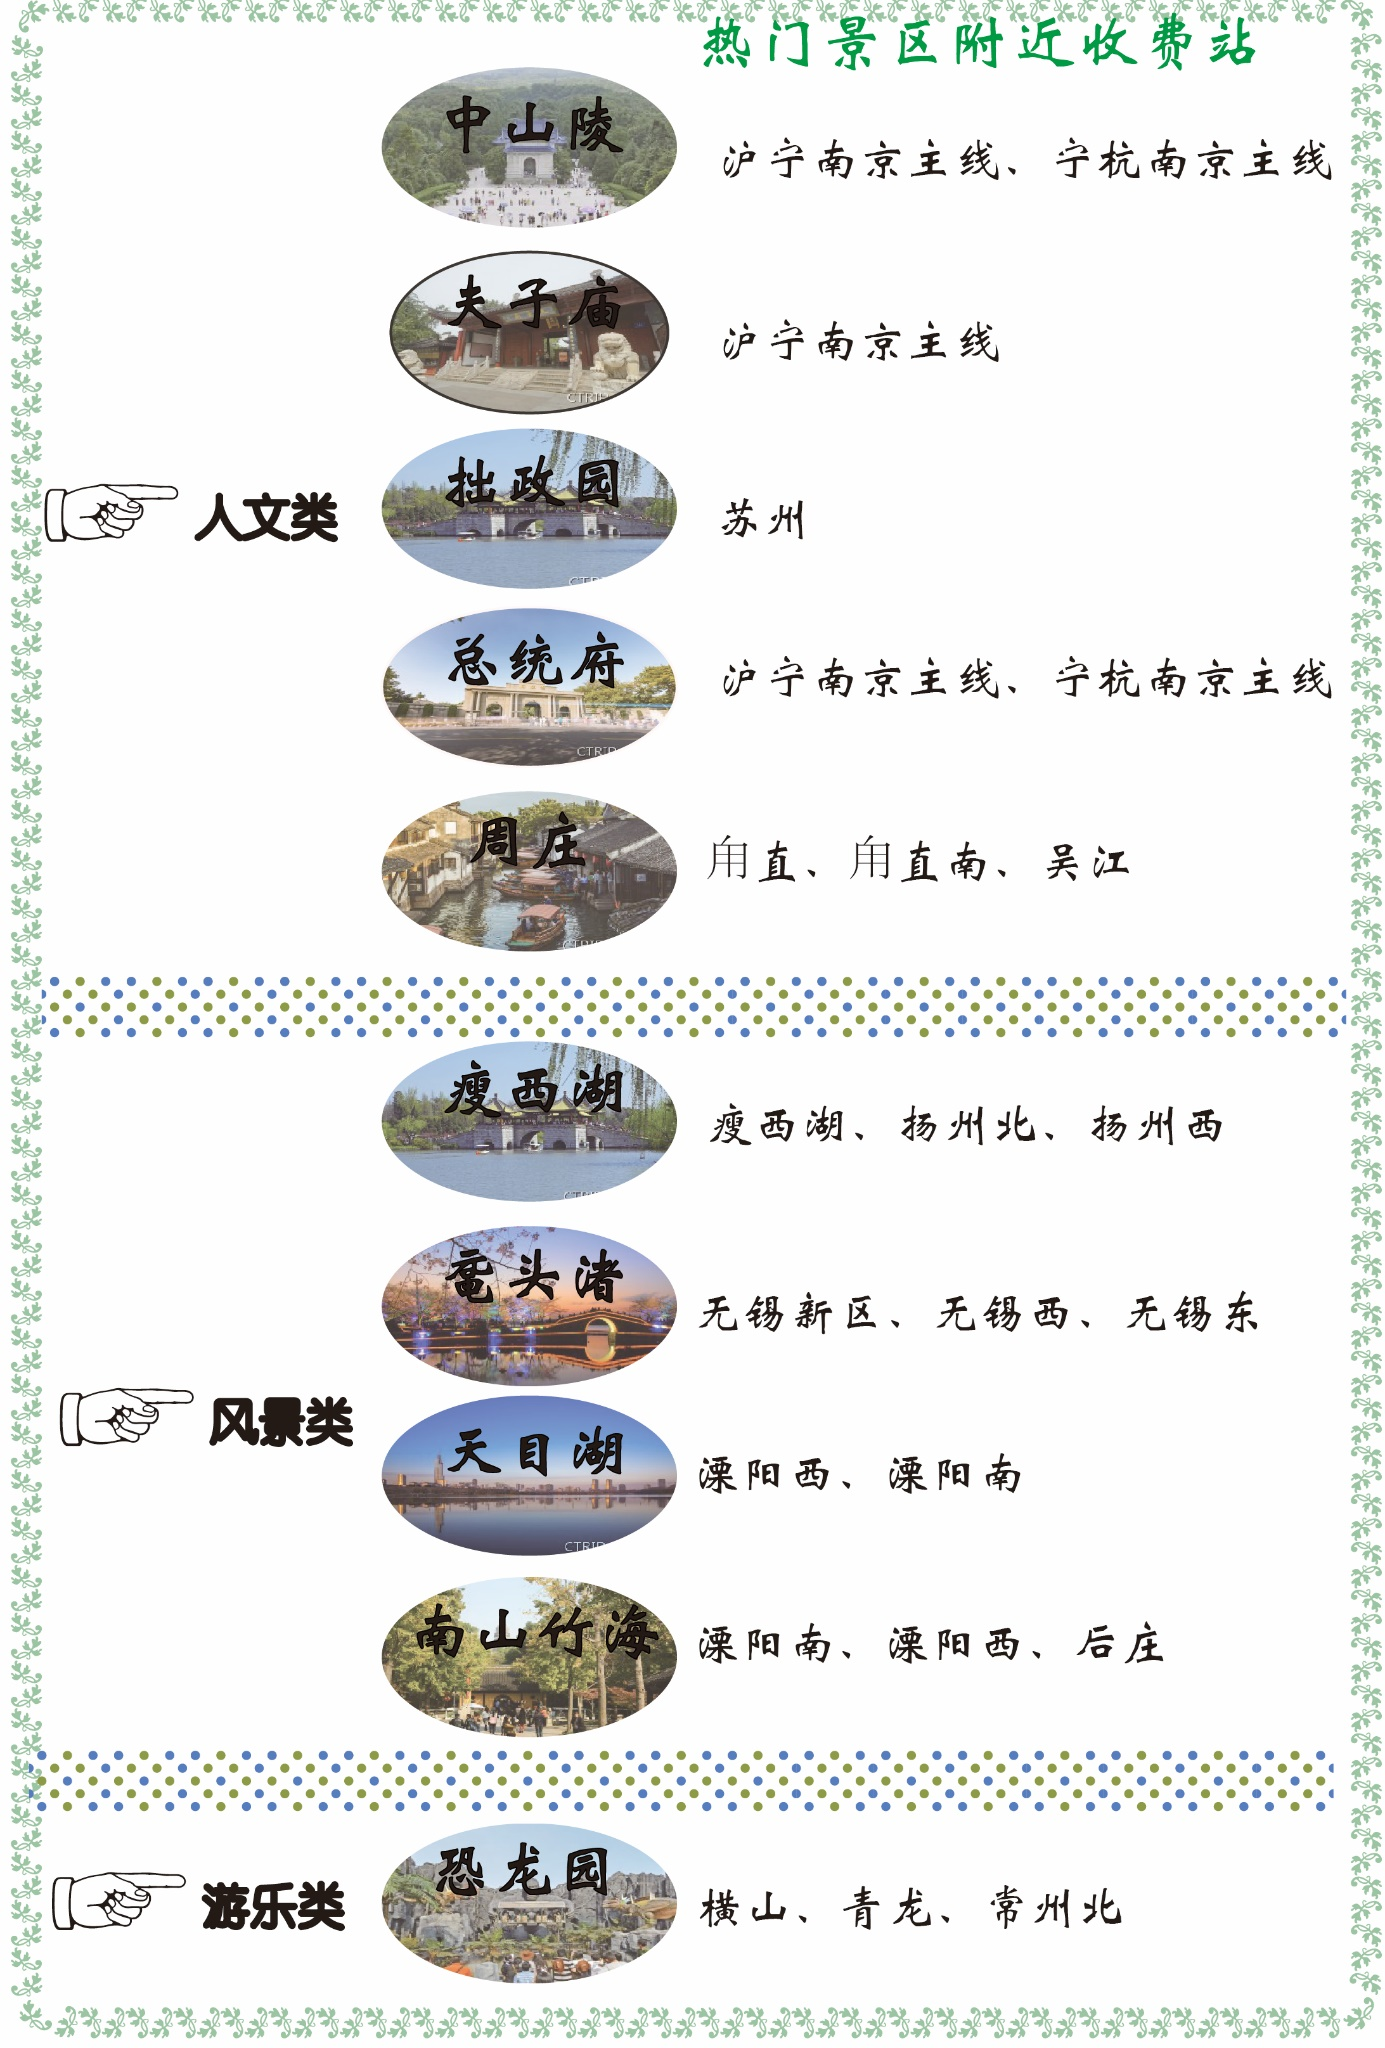 热门景区附近收费站
中山陵
沪宁南京主线、宁杭南京主线
夫子庙
沪宁南京主线
CTRIP
人文类
拙政园
苏州
总统府
沪宁南京主线、宁杭南京主线
CTRIP
周庄
甪直、甪直南、吴江
瘦西湖
瘦西湖、扬州北、扬州西
鼋头渚
无锡新区、无锡西、无锡东
风景类
天目湖
溧阳西、溧阳南
CTRIP
南山竹海
溧阳南、溧阳西、后庄
游乐类
恐龙园
横山、青龙、常州北